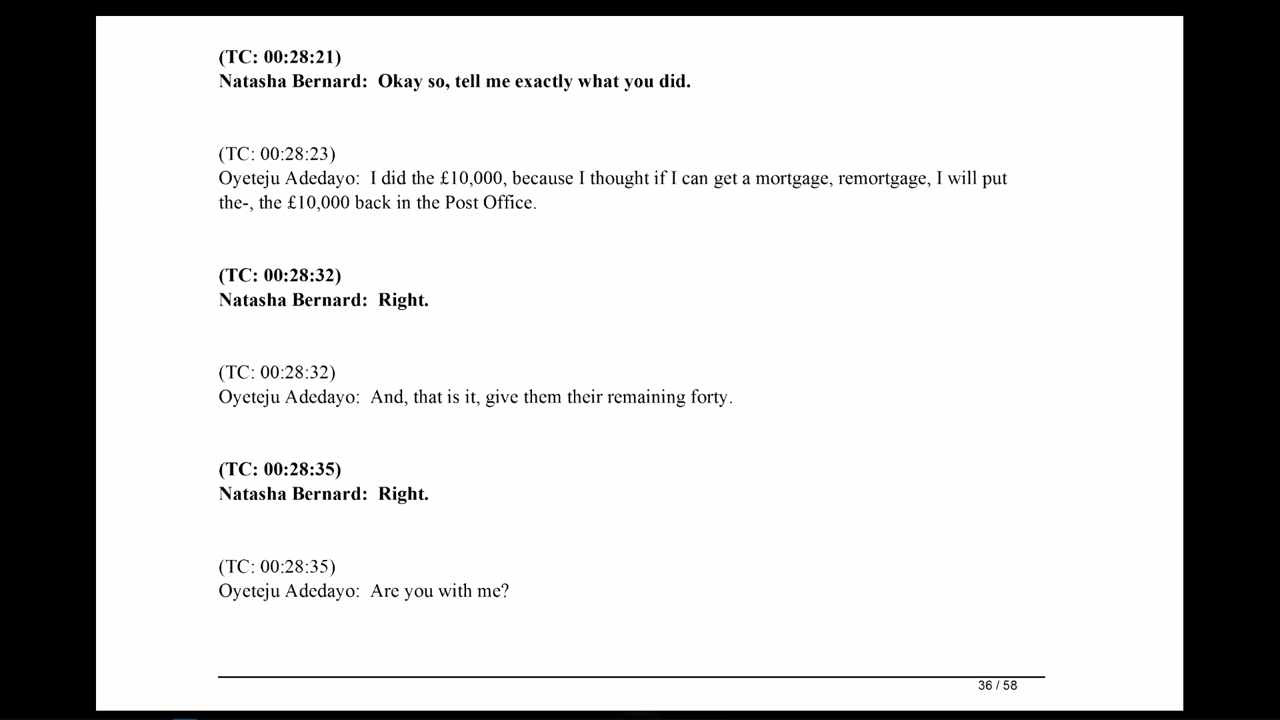 (TC: 00:28:21)
Natasha Bernard: Okay so, tell me exactly what you did.
(TC: 00:28:23)
Oyeteju Adedayo: I did the £10,000, because I thought if I can get a mortgage, remortgage, I will put
the-, the £10,000 back in the Post Office.
(TC: 00:28:32)
Natasha Bernard: Right.
(TC: 00:28:32)
Oyeteju Adedayo: And, that is it, give them their remaining forty.
(TC: 00:28:35)
Natasha Bernard: Right.
(TC: 00:28:35)
Oyeteju Adedayo: Are you with me?
36 / 58